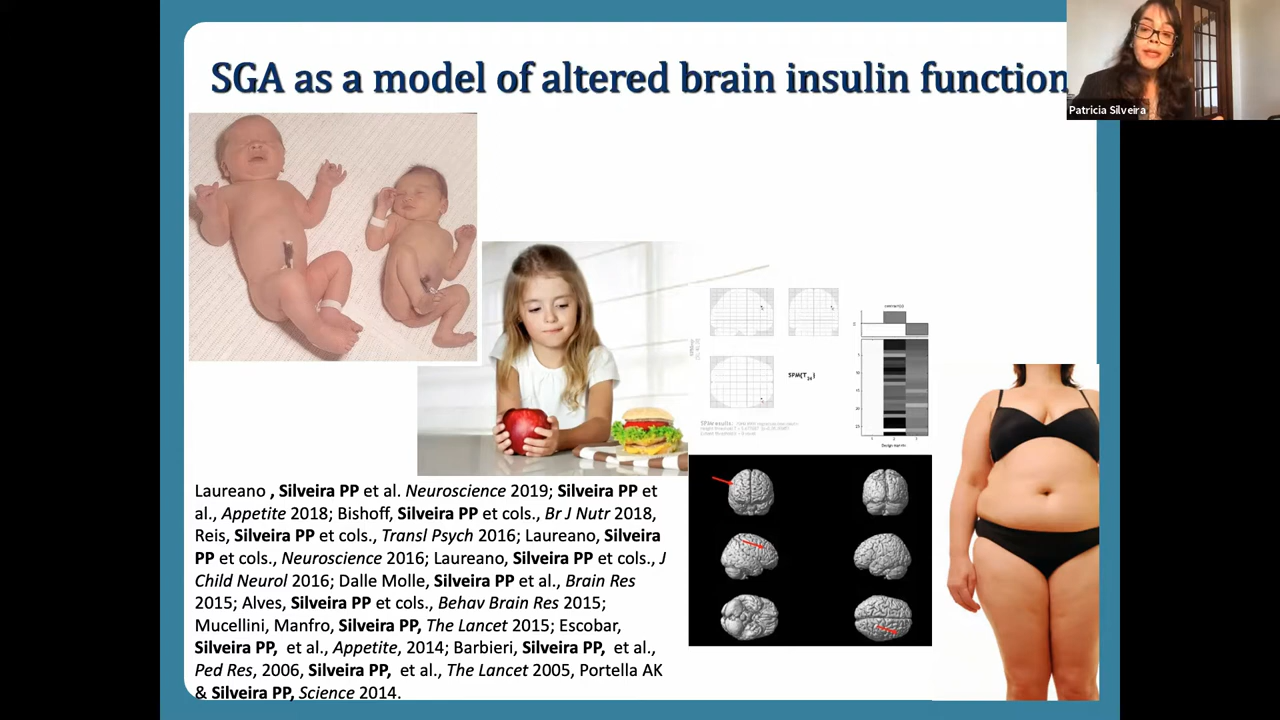 SGA as a model of altered brain insulin function
Patricia Silveira
SPM(T
Design matrix
Laureano , Silveira PP et al. Neuroscience 2019; Silveira PP et
al., Appetite 2018; Bishoff, Silveira PP et cols., Br J Nutr 2018,
Reis, Silveira PP et cols., Transl Psych 2016; Laureano, Silveira
PP et cols., Neuroscience 2016; Laureano, Silveira PP et cols., J
Child Neurol 2016; Dalle Molle, Silveira PP et al., Brain Res
2015; Alves, Silveira PP et cols., Behav Brain Res 2015;
Mucellini, Manfro, Silveira PP, The Lancet 2015; Escobar,
Silveira PP, et al., Appetite, 2014; Barbieri, Silveira PP, et al.,
Ped Res, 2006, Silveira PP, et al., The Lancet 2005, Portella AK
& Silveira PP, Science 2014.